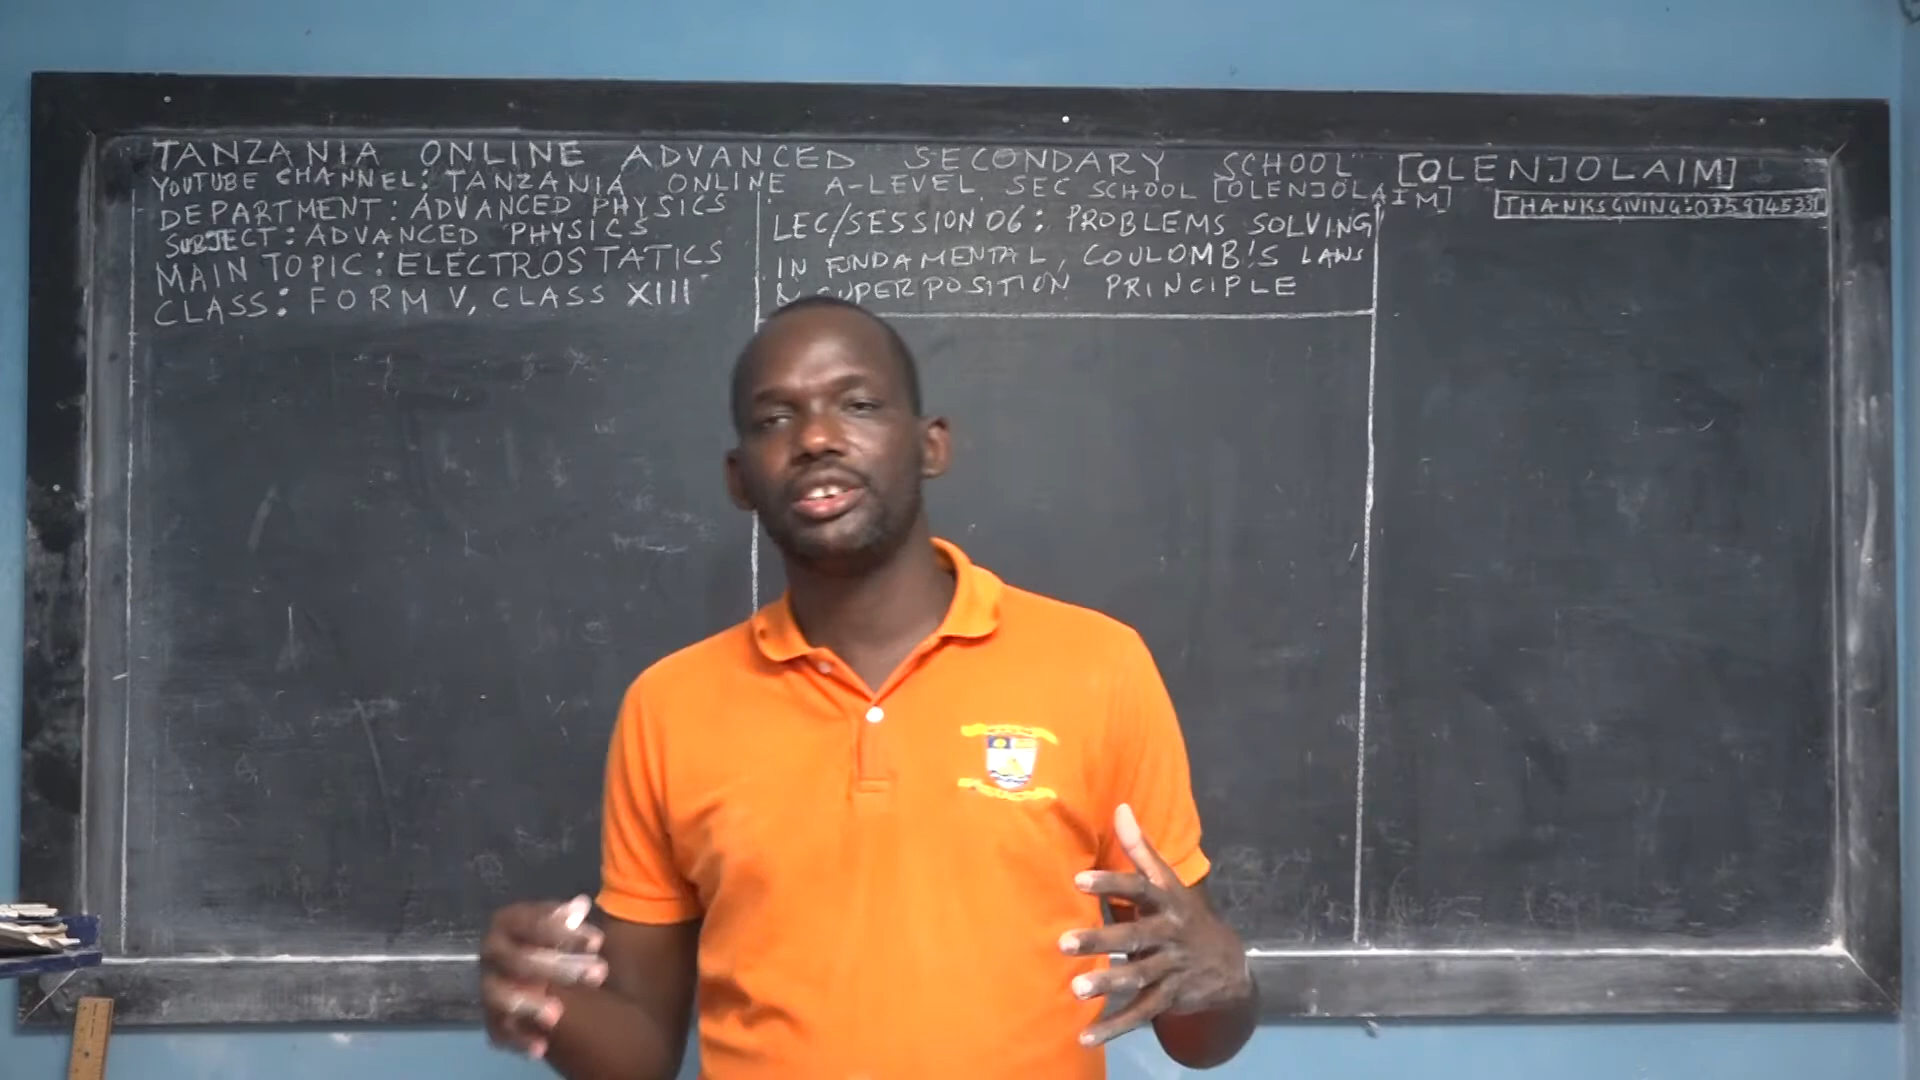 TANZANIA ONLINE ADVANCED SECONDARY SCHOOL [OLENJOLAIM]
YOUTUBE CHANNEL: TANZANIA ONLINE A-LEVEL SEC SCHOOL [OLENJOLAIM]
THANKSGIVING: 0759745331
DEPARTMENT: ADVANCED PHYSICS
SUBJECT: ADVANCED PHYSICS
MAIN TOPIC: ELECTROSTATICS
CLASS: FORM V, CLASS XIII
LEC/SESSION 06: PROBLEMS SOLVING
IN FUNDAMENTAL, COULOMB'S LAWS
& SUPERPOSITION PRINCIPLE